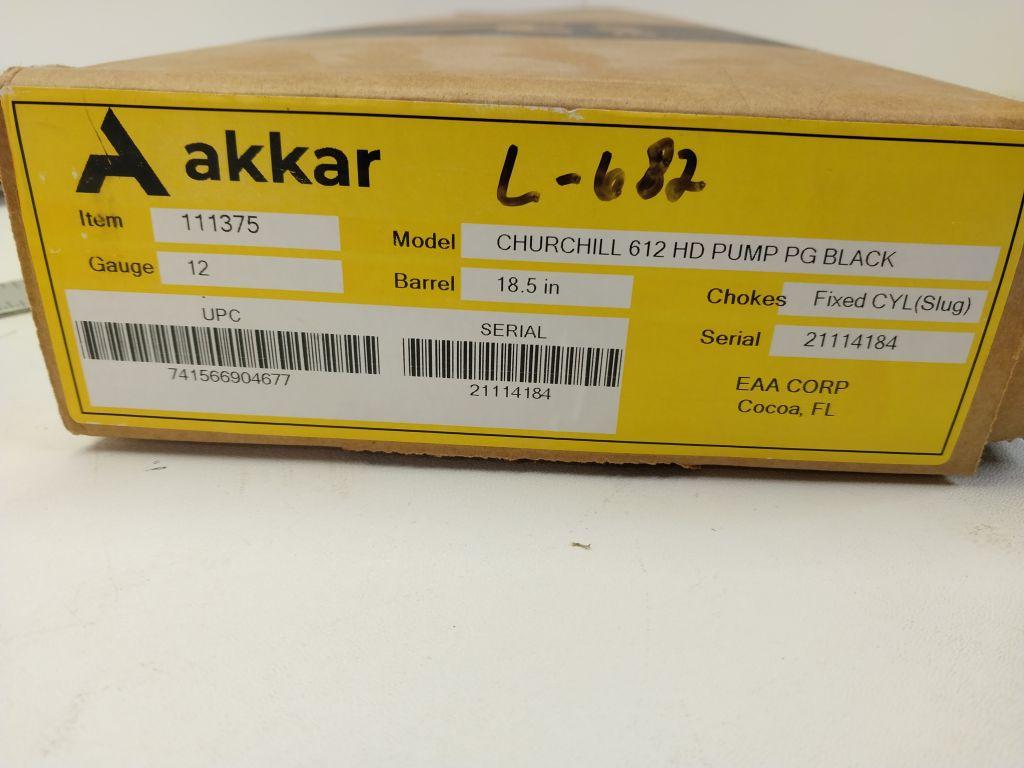 akkar
L-682
Item 111375
Model CHURCHILL 612 HD PUMP PG BLACK
Gauge 12
Barrel 18.5 in
Chokes Fixed CYL(Slug)
Serial 21114184
UPC
741566904677
SERIAL
21114184
EAA CORP
Cocoa, FL